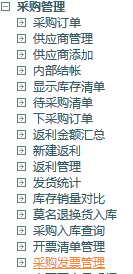 采购管理
采购订单
供应商管理
供应商添加
内部结帐
显示库存清单
待采购清单
下采购订单
返利金额汇总
新建返利
返利管理
发货统计
库存销量对比
莫名退换货入库
采购入库查询
开票清单管理
采购发票管理